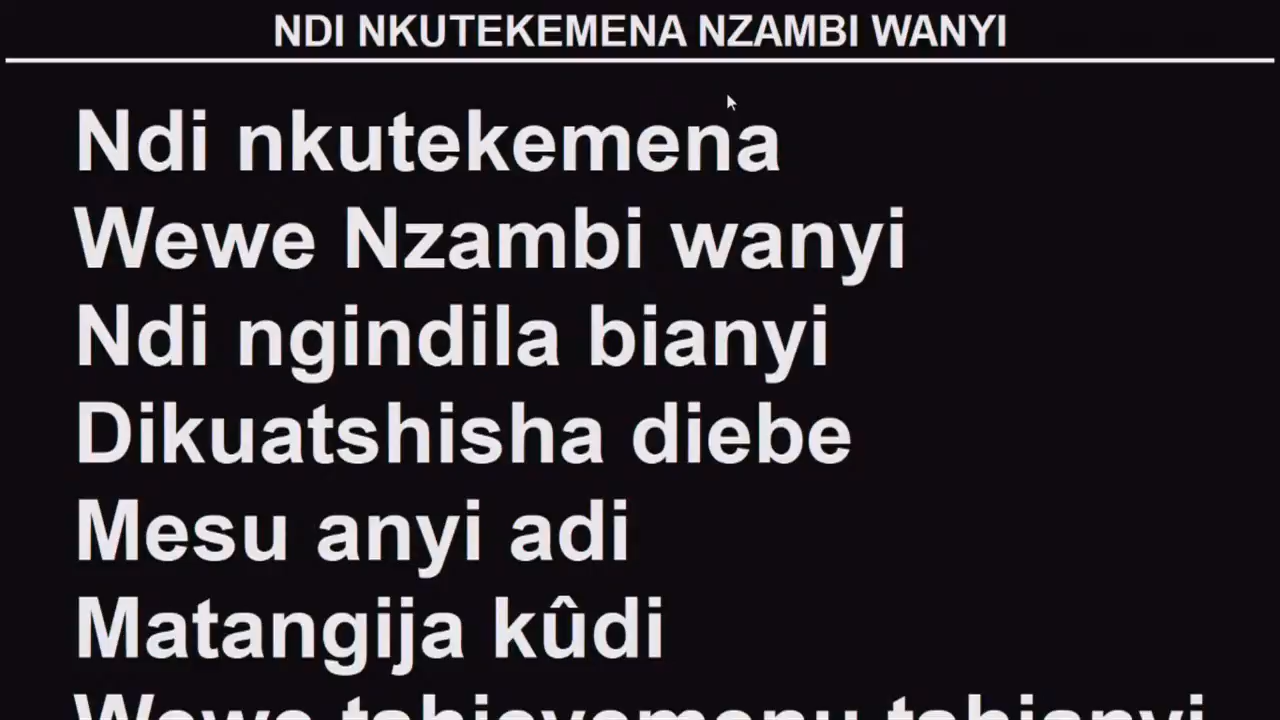 NDI NKUTEKEMENA NZAMBI WANYI
Ndi nkutekemena
Wewe Nzambi wanyi
Ndi ngindila bianyi
Dikuatshisha diebe
Mesu anyi adi
Matangija kûdi
Wewe